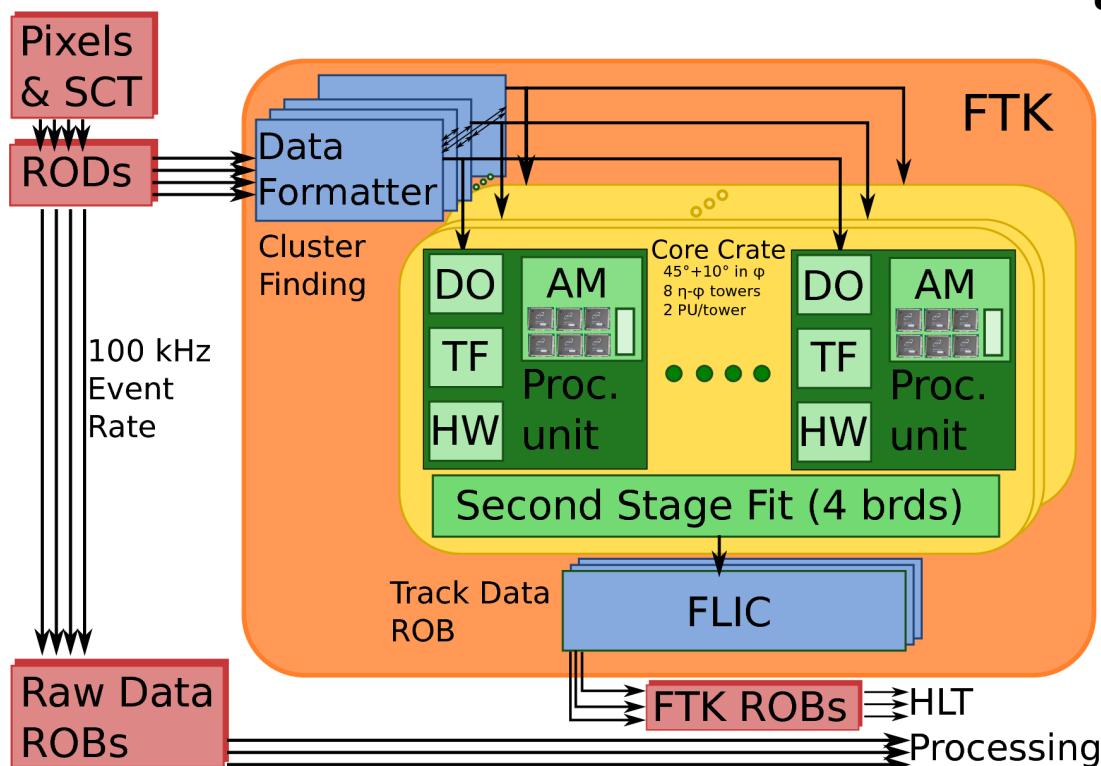 Pixels
& SCT
RODs
100 kHz
Event
Rate
Raw Data
ROBs
FTK
Data
Formatter
Cluster
Finding
Core Crate
45°+10° in φ
8 η-φ towers
2 PU/tower
DO
TF
HW
AM
Proc.
unit
DO
TF
HW
AM
Proc.
unit
Second Stage Fit (4 brds)
Track Data
ROB
FLIC
FTK ROBs
HLT
Processing